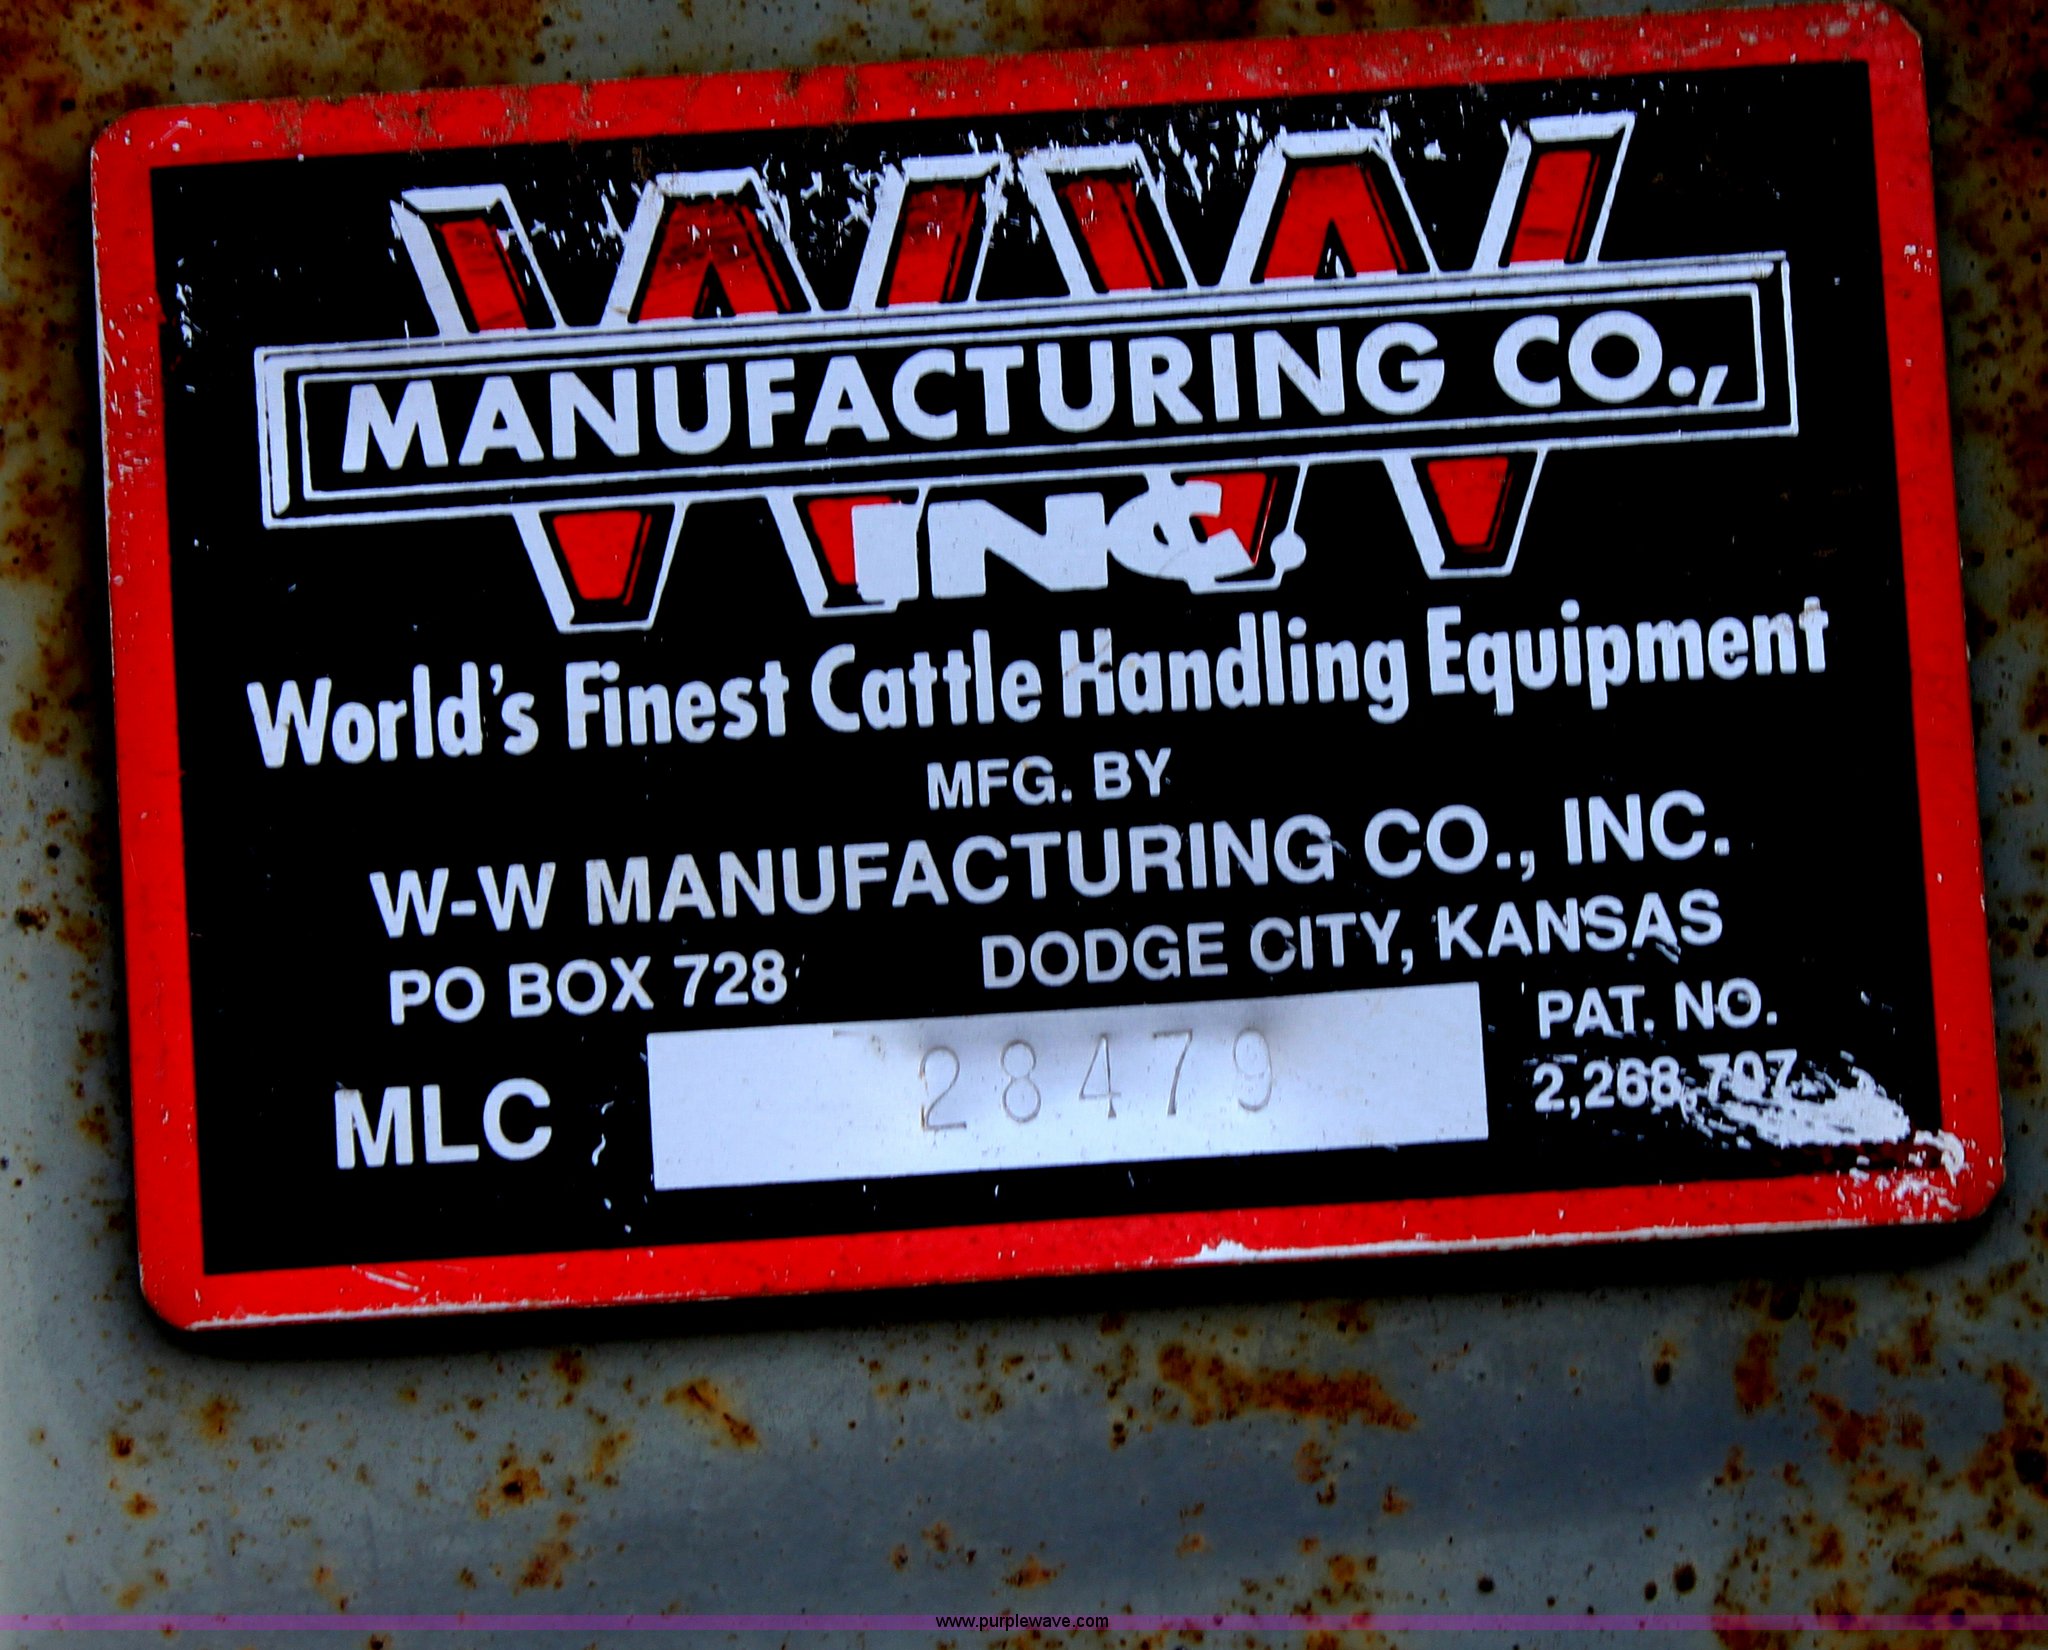 WW
MANUFACTURING CO.,
INC.
World's Finest Cattle Handling Equipment
MFG. BY
W-W MANUFACTURING CO., INC.
PO BOX 728 DODGE CITY, KANSAS
PAT. NO.
2,268,707
MLC 28479
www.purplewave.com